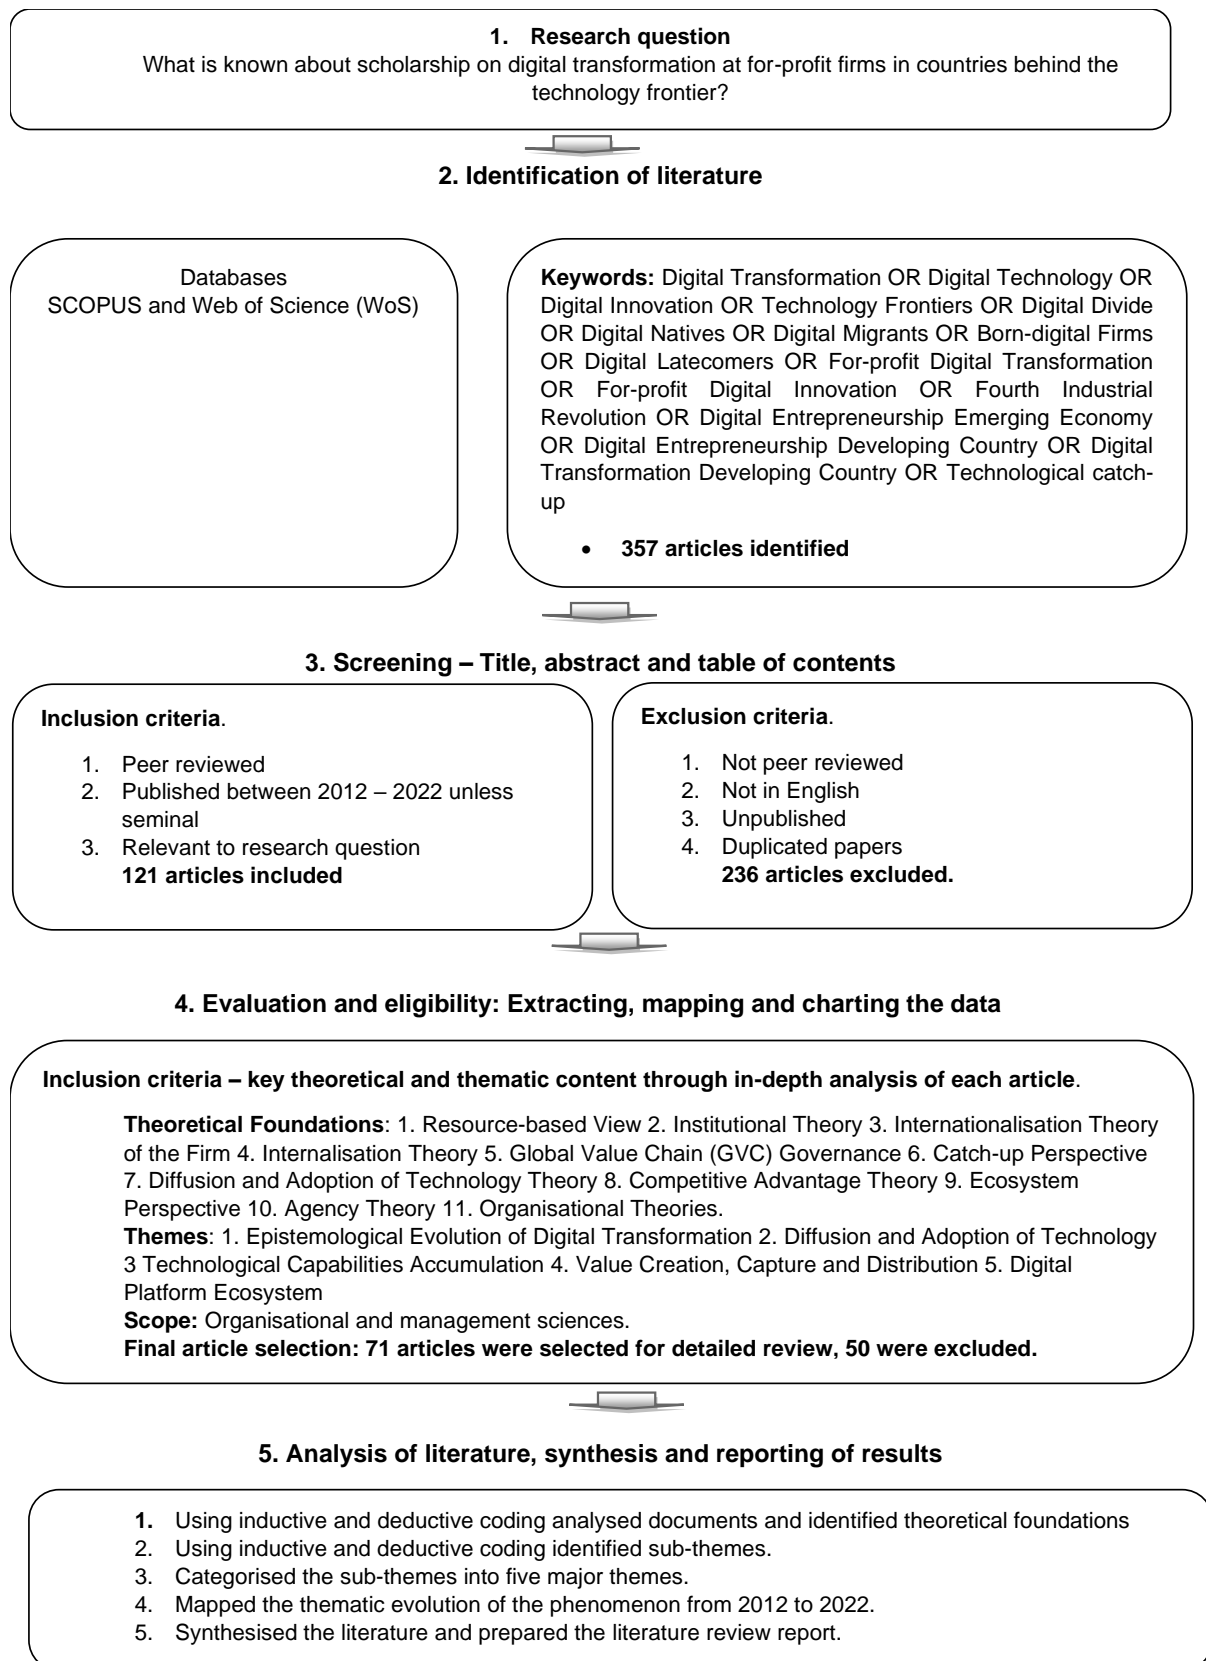 1. Research question
What is known about scholarship on digital transformation at for-profit firms in countries behind the
technology frontier?
2. Identification of literature
Databases
SCOPUS and Web of Science (WoS)
Keywords: Digital Transformation OR Digital Technology OR
Digital Innovation OR Technology Frontiers OR Digital Divide
OR Digital Natives OR Digital Migrants OR Born-digital Firms
OR Digital Latecomers OR For-profit Digital Transformation
OR For-profit Digital Innovation OR Fourth Industrial
Revolution OR Digital Entrepreneurship Emerging Economy
OR Digital Entrepreneurship Developing Country OR Digital
Transformation Developing Country OR Technological catch-
up
• 357 articles identified
3. Screening – Title, abstract and table of contents
Inclusion criteria.
1. Peer reviewed
2. Published between 2012 – 2022 unless
seminal
3. Relevant to research question
121 articles included
Exclusion criteria.
1. Not peer reviewed
2. Not in English
3. Unpublished
4. Duplicated papers
236 articles excluded.
4. Evaluation and eligibility: Extracting, mapping and charting the data
Inclusion criteria – key theoretical and thematic content through in-depth analysis of each article.
Theoretical Foundations: 1. Resource-based View 2. Institutional Theory 3. Internationalisation Theory
of the Firm 4. Internalisation Theory 5. Global Value Chain (GVC) Governance 6. Catch-up Perspective
7. Diffusion and Adoption of Technology Theory 8. Competitive Advantage Theory 9. Ecosystem
Perspective 10. Agency Theory 11. Organisational Theories.
Themes: 1. Epistemological Evolution of Digital Transformation 2. Diffusion and Adoption of Technology
3 Technological Capabilities Accumulation 4. Value Creation, Capture and Distribution 5. Digital
Platform Ecosystem
Scope: Organisational and management sciences.
Final article selection: 71 articles were selected for detailed review, 50 were excluded.
5. Analysis of literature, synthesis and reporting of results
1. Using inductive and deductive coding analysed documents and identified theoretical foundations
2. Using inductive and deductive coding identified sub-themes.
3. Categorised the sub-themes into five major themes.
4. Mapped the thematic evolution of the phenomenon from 2012 to 2022.
5. Synthesised the literature and prepared the literature review report.